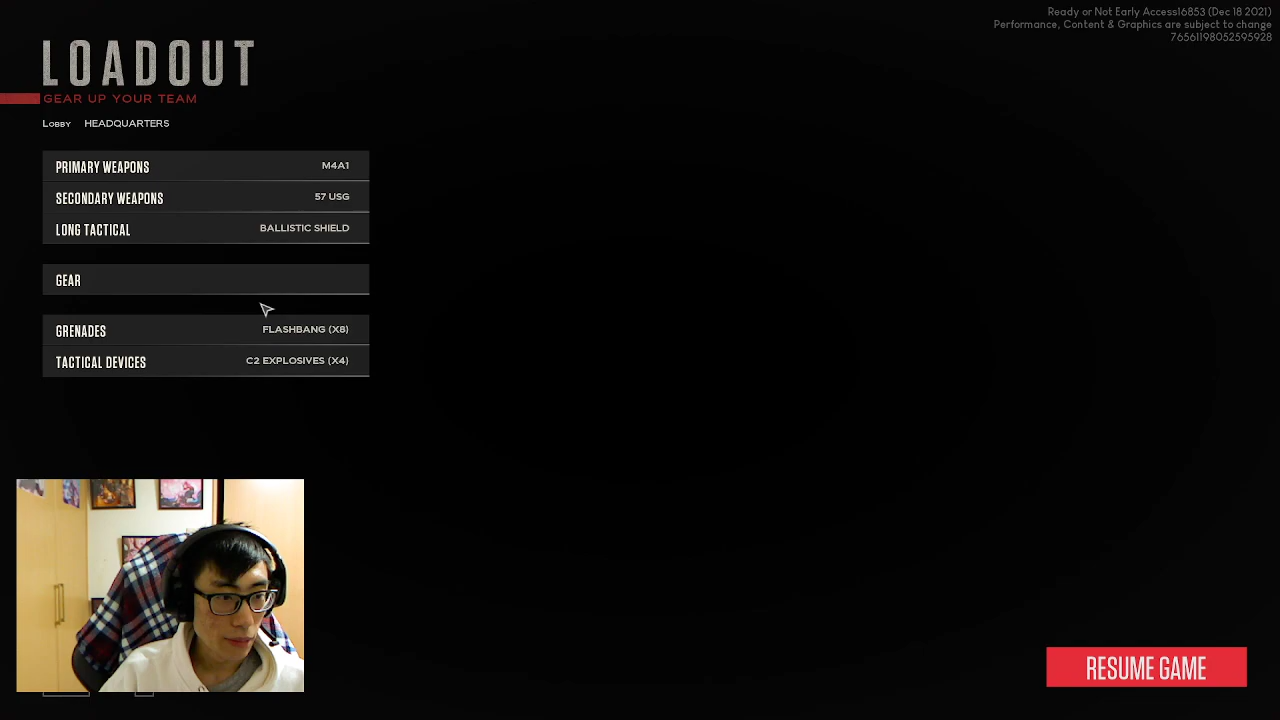 Ready or Not Early Access16853 (Dec 18 2021)
Performance, Content & Graphics are subject to change
76561198052595928
LOADOUT
GEAR UP YOUR TEAM
Lobby HEADQUARTERS
PRIMARY WEAPONS M4A1
SECONDARY WEAPONS 57 USG
LONG TACTICAL BALLISTIC SHIELD
GEAR
GRENADES FLASHBANG (X8)
TACTICAL DEVICES C2 EXPLOSIVES (X4)
RESUME GAME